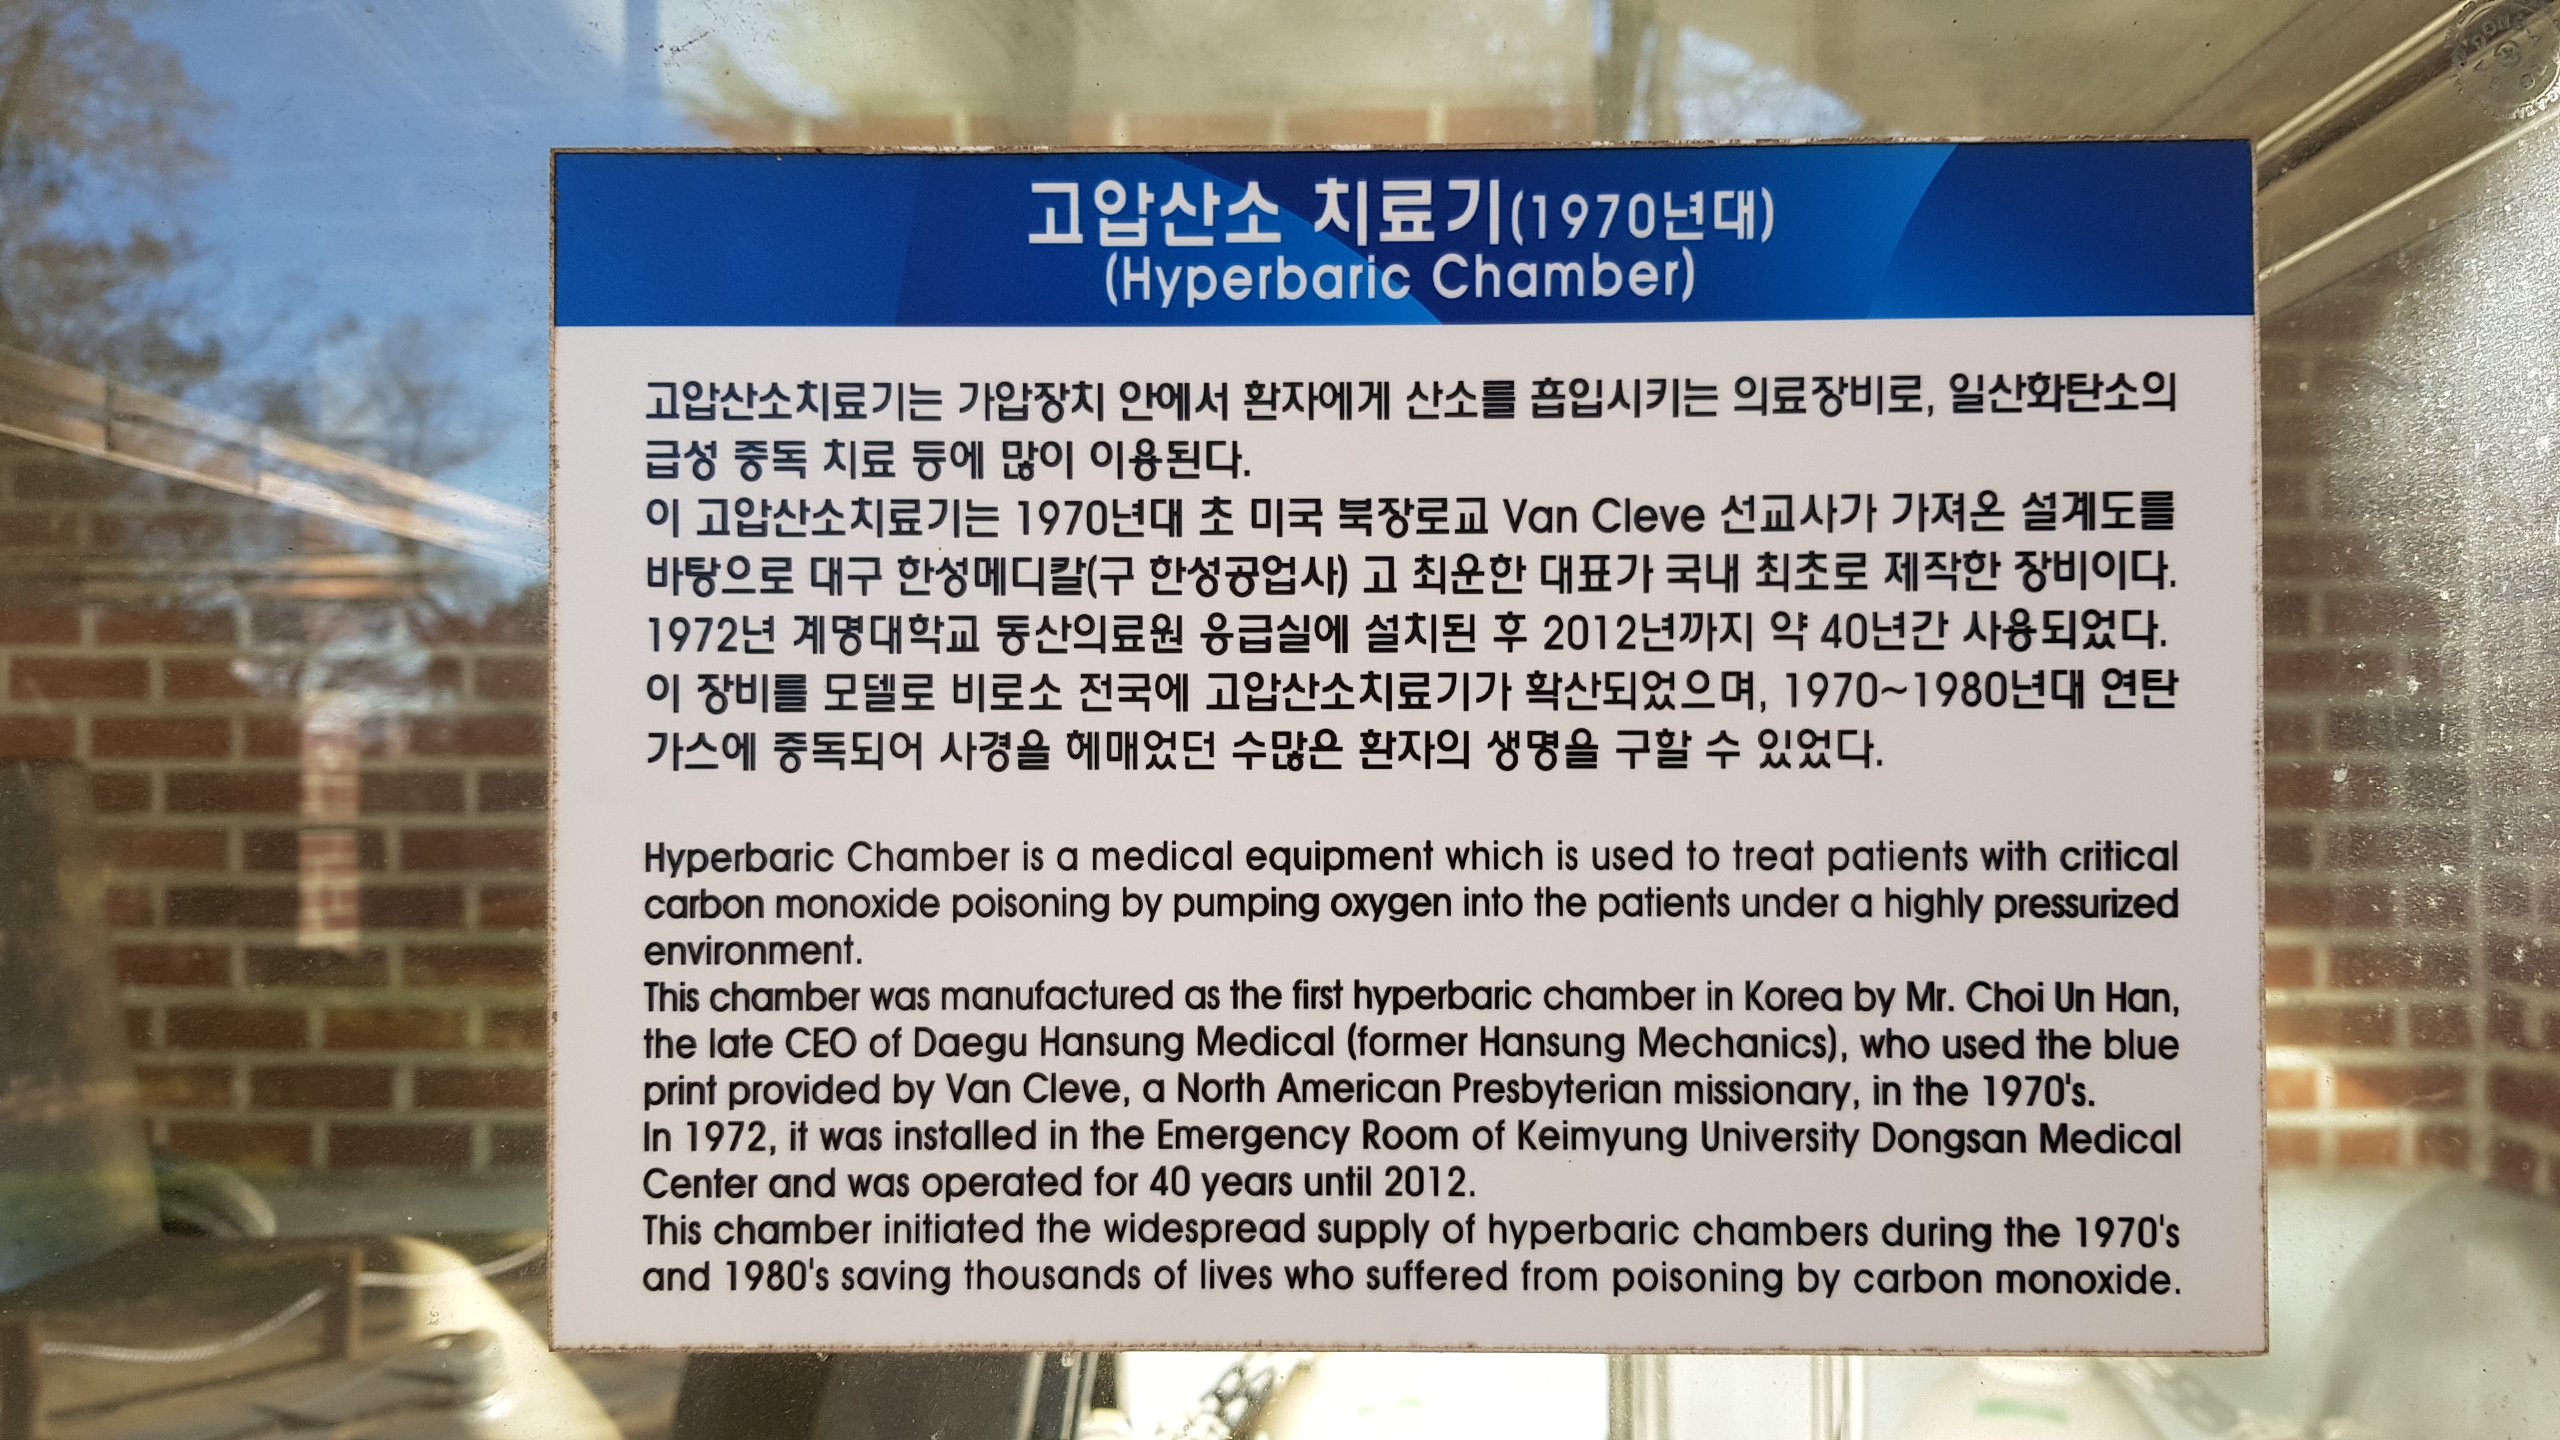 고압산소 치료기(1970년대)
(Hyperbaric Chamber)
고압산소치료기는 가압장치 안에서 환자에게 산소를 흡입시키는 의료장비로, 일산화탄소의
급성 중독 치료 등에 많이 이용된다.
이 고압산소치료기는 1970년대 초 미국 북장로교 Van Cleve 선교사가 가져온 설계도를
바탕으로 대구 한성메디칼(구 한성공업사) 고 최운한 대표가 국내 최초로 제작한 장비이다.
1972년 계명대학교 동산의료원 응급실에 설치된 후 2012년까지 약 40년간 사용되었다.
이 장비를 모델로 비로소 전국에 고압산소치료기가 확산되었으며, 1970~1980년대 연탄
가스에 중독되어 사경을 헤매었던 수많은 환자의 생명을 구할 수 있었다.
Hyperbaric Chamber is a medical equipment which is used to treat patients with critical
carbon monoxide poisoning by pumping oxygen into the patients under a highly pressurized
environment.
This chamber was manufactured as the first hyperbaric chamber in Korea by Mr. Choi Un Han,
the late CEO of Daegu Hansung Medical (former Hansung Mechanics), who used the blue
print provided by Van Cleve, a North American Presbyterian missionary, in the 1970's.
In 1972, it was installed in the Emergency Room of Keimyung University Dongsan Medical
Center and was operated for 40 years until 2012.
This chamber initiated the widespread supply of hyperbaric chambers during the 1970's
and 1980's saving thousands of lives who suffered from poisoning by carbon monoxide.